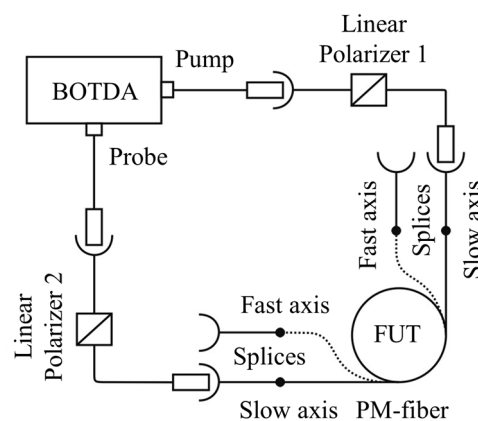 Linear
Polarizer 1
Pump
BOTDA
Probe
Fast axis
Splices
Slow axis
Linear
Polarizer 2
Fast axis
FUT
Splices
Slow axis
PM-fiber